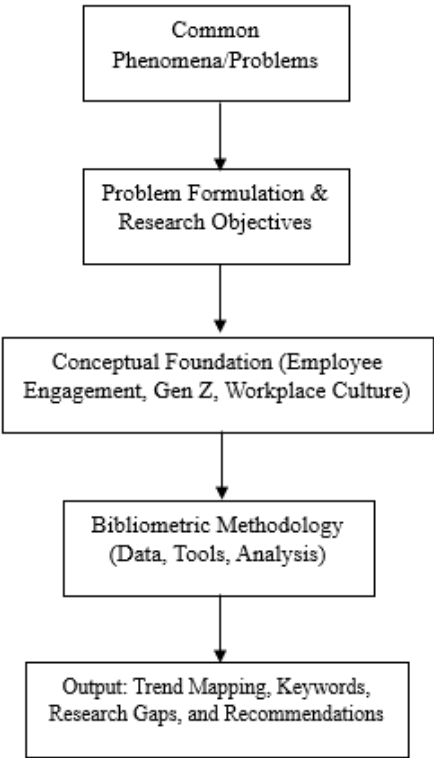 Common
Phenomena/Problems
Problem Formulation &
Research Objectives
Conceptual Foundation (Employee
Engagement, Gen Z, Workplace Culture)
Bibliometric Methodology
(Data, Tools, Analysis)
Output: Trend Mapping, Keywords,
Research Gaps, and Recommendations